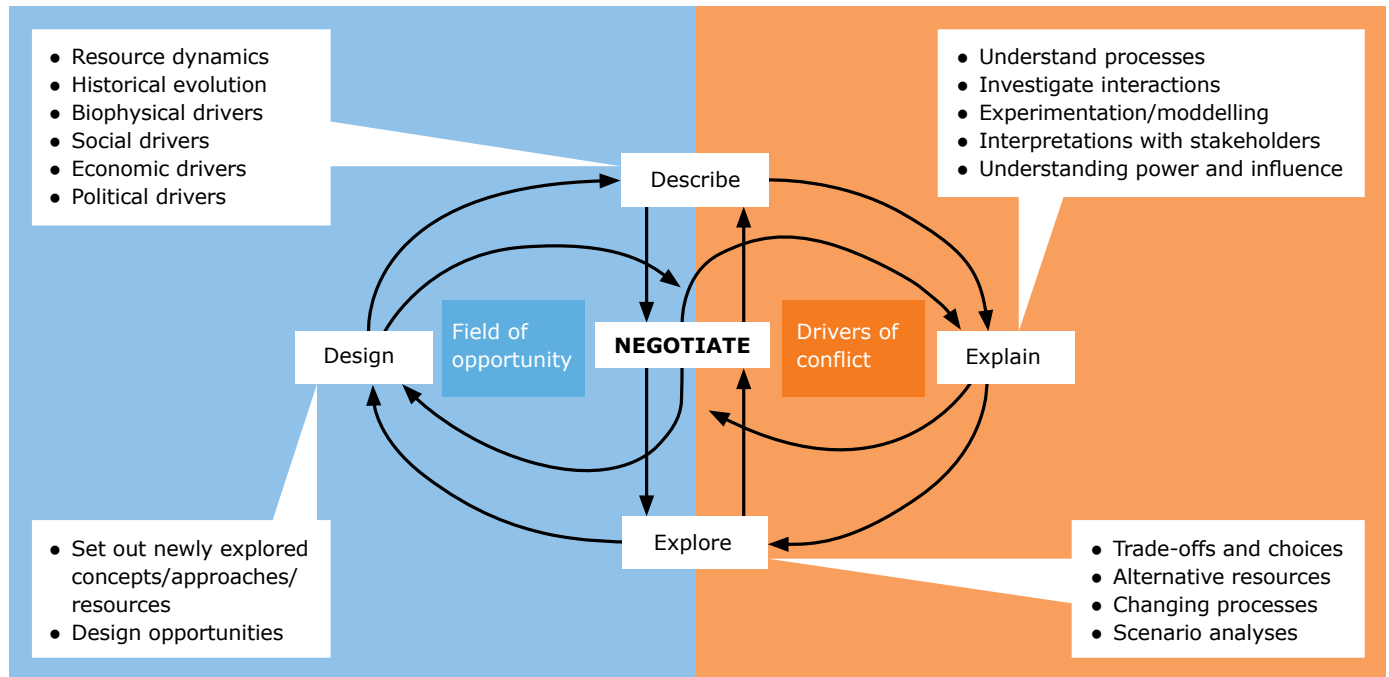 ● Resource dynamics
● Historical evolution
● Biophysical drivers
● Social drivers
● Economic drivers
● Political drivers
● Understand processes
● Investigate interactions
● Experimentation/moddelling
● Interpretations with stakeholders
● Understanding power and influence
Describe
Design
Field of
opportunity
NEGOTIATE
Drivers of
conflict
Explain
Explore
● Set out newly explored
concepts/approaches/
resources
● Design opportunities
● Trade-offs and choices
● Alternative resources
● Changing processes
● Scenario analyses